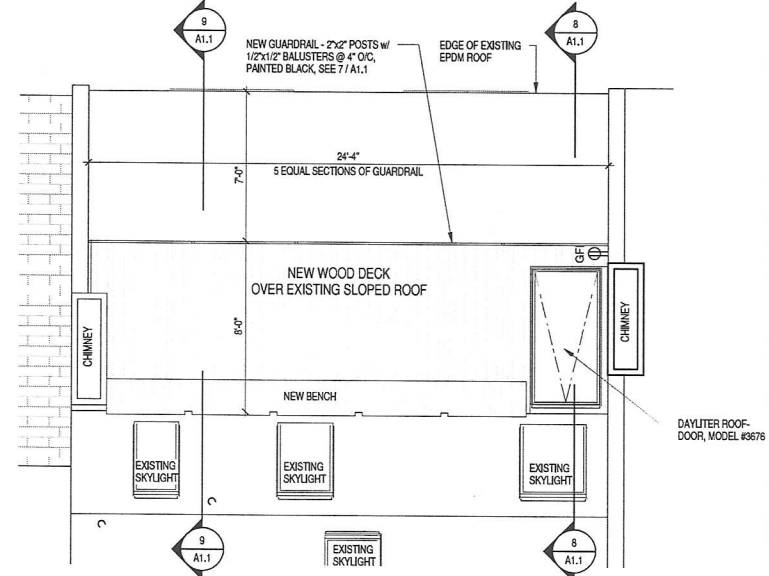 9
A1.1
8
A1.1
NEW GUARDRAIL - 2"x2" POSTS w/
1/2"x1/2" BALUSTERS @ 4" O/C,
PAINTED BLACK, SEE 7 / A1.1
EDGE OF EXISTING
EPDM ROOF
24'-4"
5 EQUAL SECTIONS OF GUARDRAIL
7'-0"
GFI
NEW WOOD DECK
OVER EXISTING SLOPED ROOF
CHIMNEY
CHIMNEY
8'-0"
NEW BENCH
DAYLITER ROOF-
DOOR, MODEL #3676
EXISTING
SKYLIGHT
EXISTING
SKYLIGHT
EXISTING
SKYLIGHT
9
A1.1
EXISTING
SKYLIGHT
8
A1.1